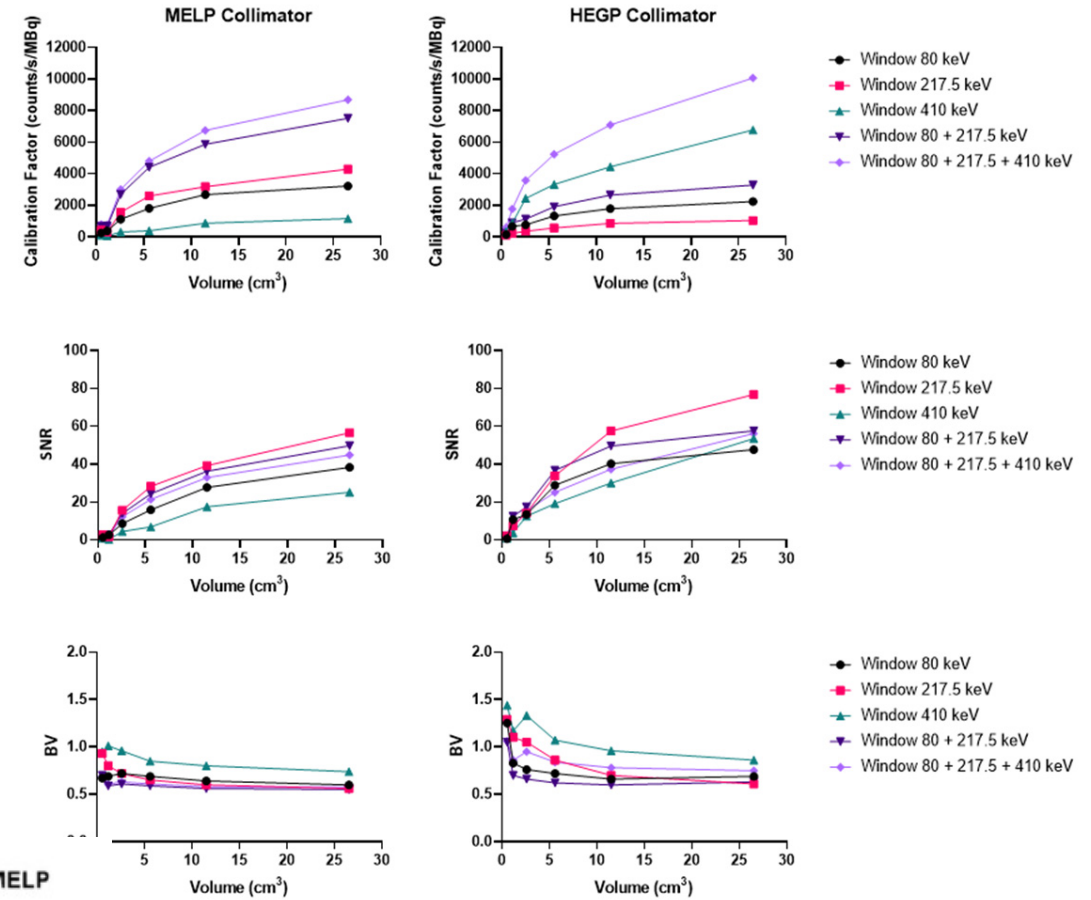 MELP Collimator
HEGP Collimator
Calibration Factor (counts/s/MBq)
12000
10000
8000
6000
4000
2000
0
0 5 10 15 20 25 30
Volume (cm³)
Calibration Factor (counts/s/MBq)
12000
10000
8000
6000
4000
2000
0
0 5 10 15 20 25 30
Volume (cm³)
Window 80 keV
Window 217.5 keV
Window 410 keV
Window 80 + 217.5 keV
Window 80 + 217.5 + 410 keV
SNR
100
80
60
40
20
0
0 5 10 15 20 25 30
Volume (cm³)
SNR
100
80
60
40
20
0
0 5 10 15 20 25 30
Volume (cm³)
Window 80 keV
Window 217.5 keV
Window 410 keV
Window 80 + 217.5 keV
Window 80 + 217.5 + 410 keV
BV
2.0
1.5
1.0
0.5
5 10 15 20 25 30
Volume (cm³)
BV
2.0
1.5
1.0
0.5
0.0
0 5 10 15 20 25 30
Volume (cm³)
Window 80 keV
Window 217.5 keV
Window 410 keV
Window 80 + 217.5 keV
Window 80 + 217.5 + 410 keV
MELP